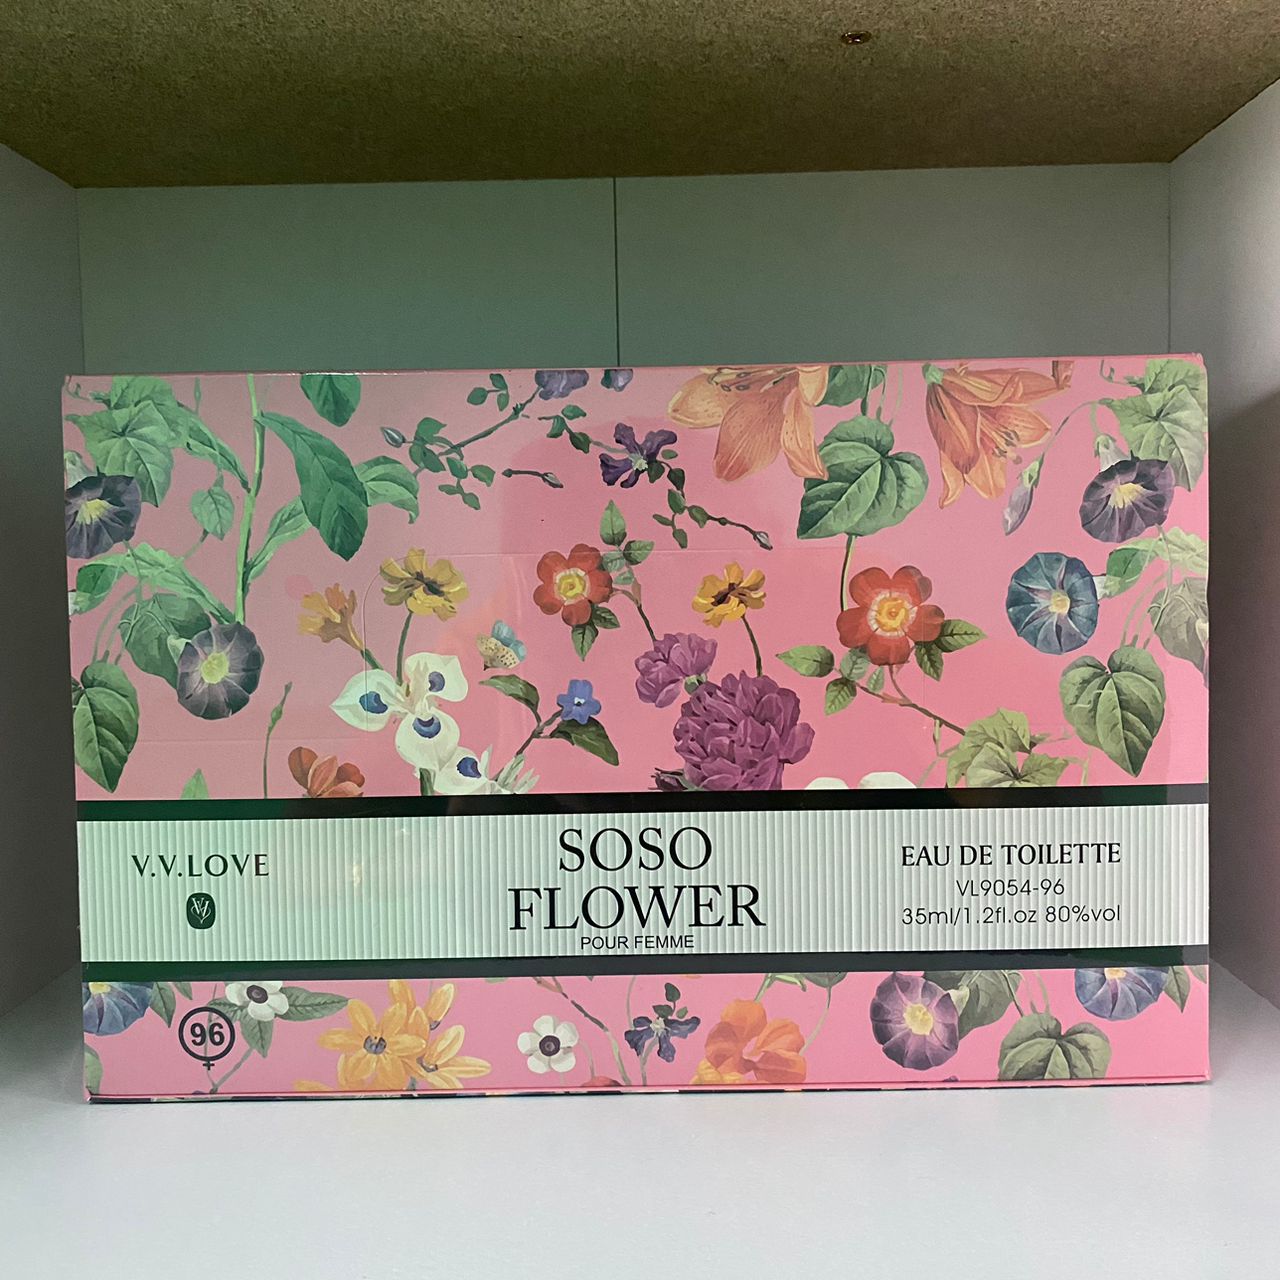 V.V.LOVE
SOSO
FLOWER
POUR FEMME
EAU DE TOILETTE
VL9054-96
35ml/1.2fl.oz 80%vol
96